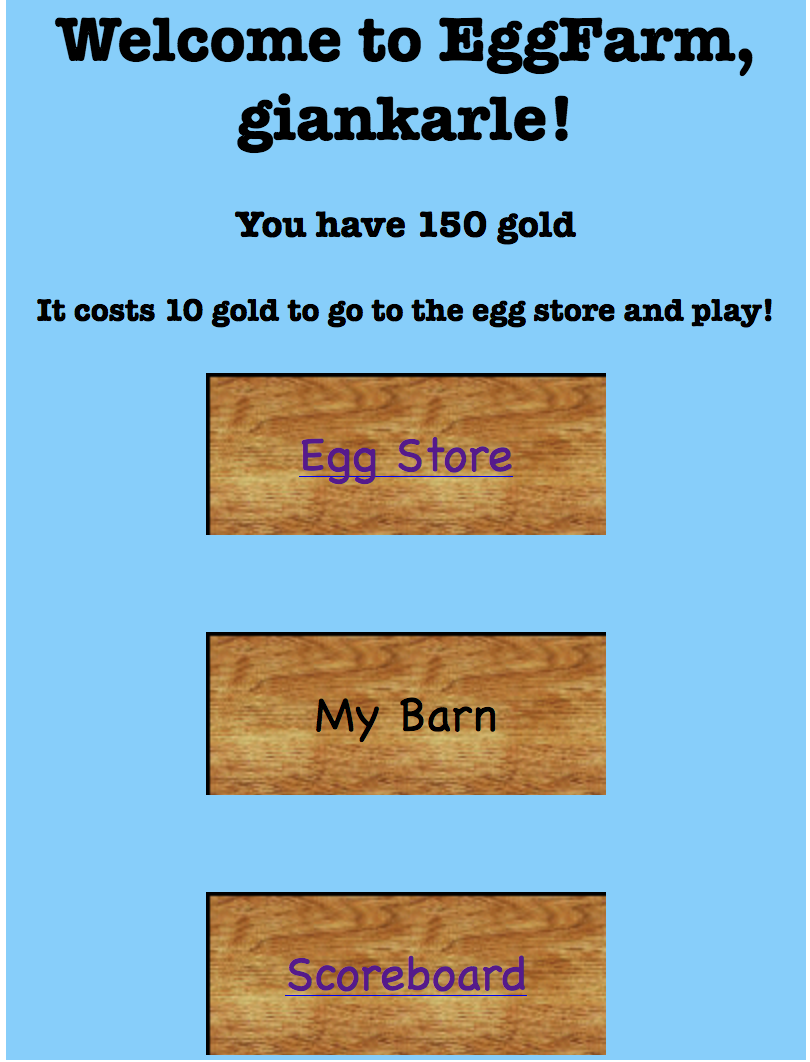 Welcome to EggFarm,
giankarle!
You have 150 gold
It costs 10 gold to go to the egg store and play!
Egg Store
My Barn
Scoreboard